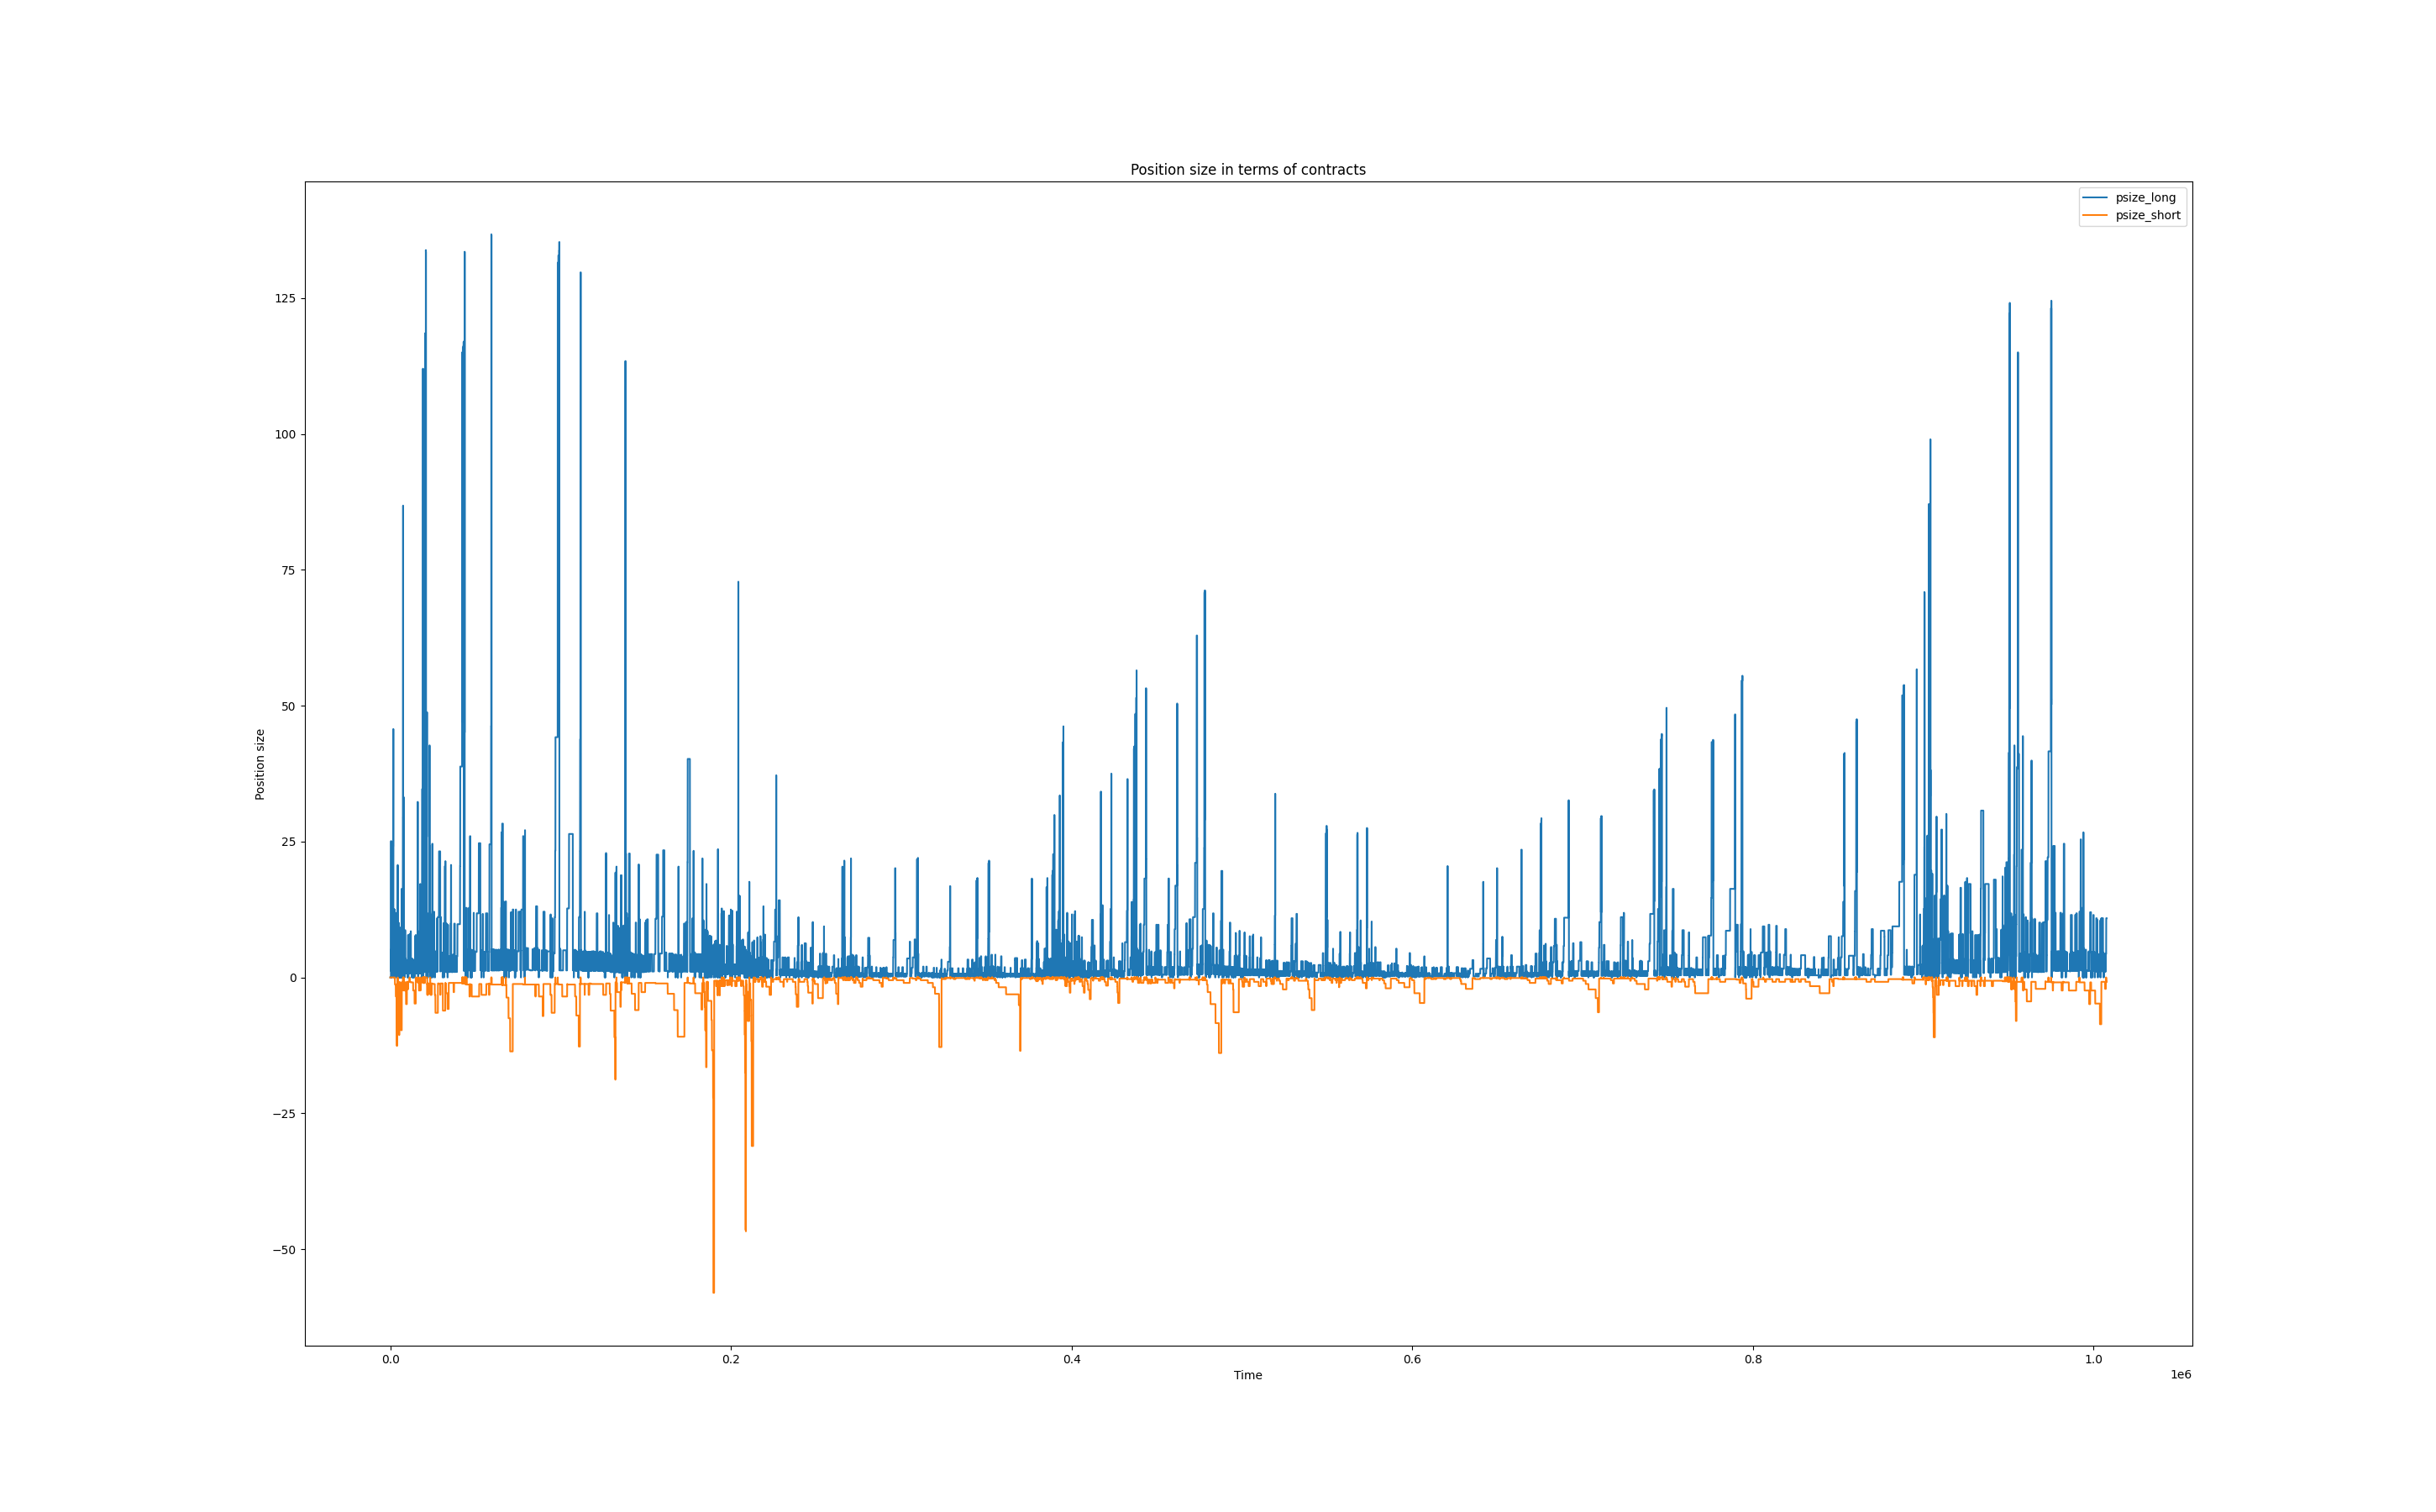 Position size in terms of contracts
psize_long
psize_short
Position size
125
100
75
50
25
0
−25
−50
0.0
0.2
0.4
0.6
0.8
1.0
1e6
Time